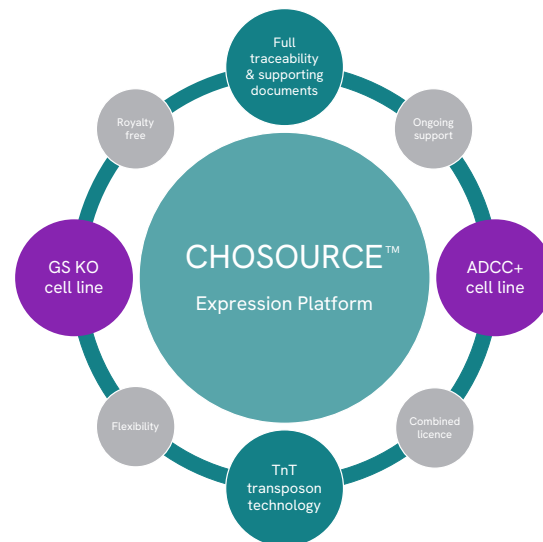 Full
traceability
& supporting
documents
Royalty
free
Ongoing
support
CHOSOURCE™
Expression Platform
GS KO
cell line
ADCC+
cell line
Flexibility
Combined
licence
TnT
transposon
technology